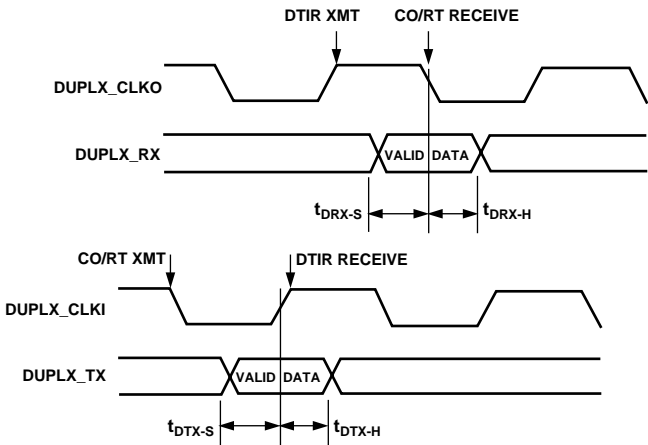 DTIR XMT CO/RT RECEIVE
DUPLX_CLKO
DUPLX_RX
VALID DATA
tDRX-S tDRX-H
CO/RT XMT DTIR RECEIVE
DUPLX_CLKI
DUPLX_TX
VALID DATA
tDTX-S tDTX-H